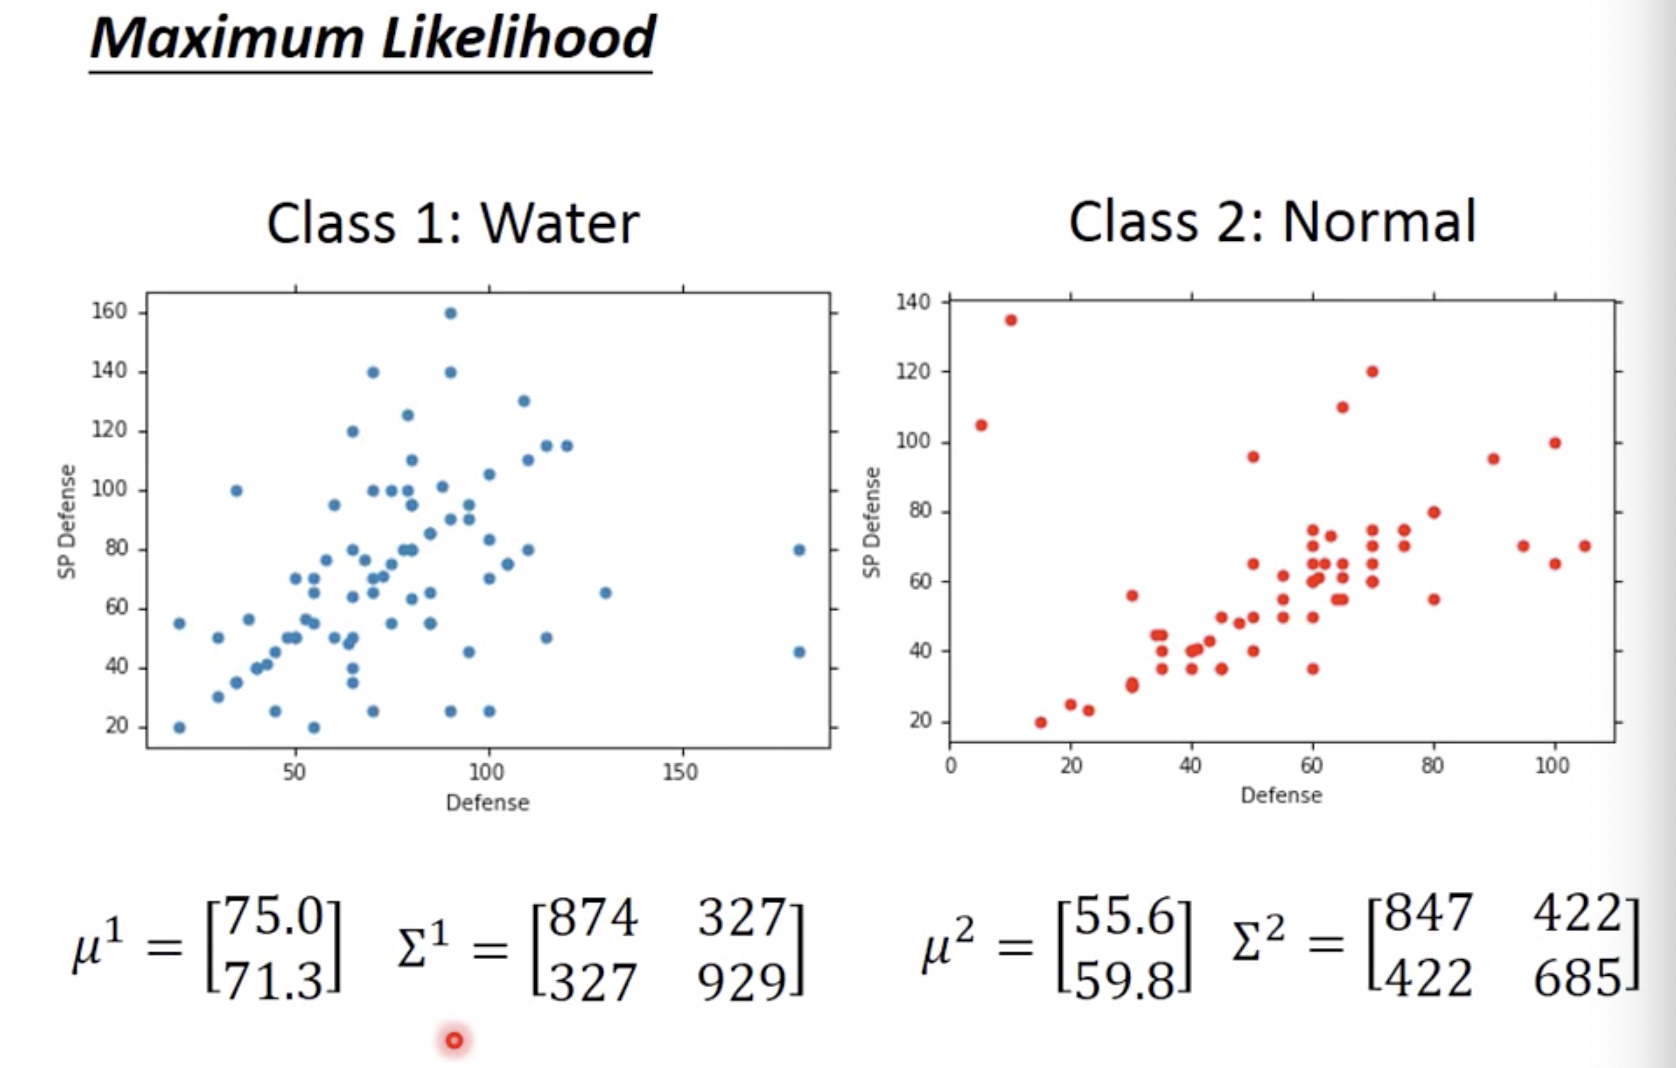 Maximum Likelihood
Class 1: Water
Class 2: Normal
160
140
120
100
80
60
40
20
SP Defense
50 100 150
Defense
140
120
100
80
60
40
20
SP Defense
0 20 40 60 80 100
Defense
μ¹ = [75.0 71.3] Σ¹ = [874 327 327 929]
μ² = [55.6 59.8] Σ² = [847 422 422 685]